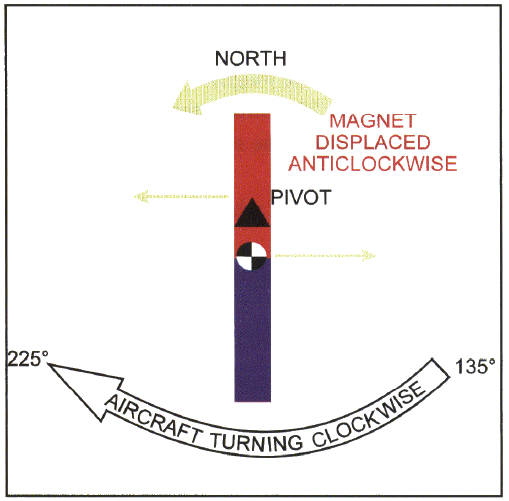 NORTH
MAGNET
DISPLACED
ANTICLOCKWISE
PIVOT
225°
135°
AIRCRAFT TURNING CLOCKWISE